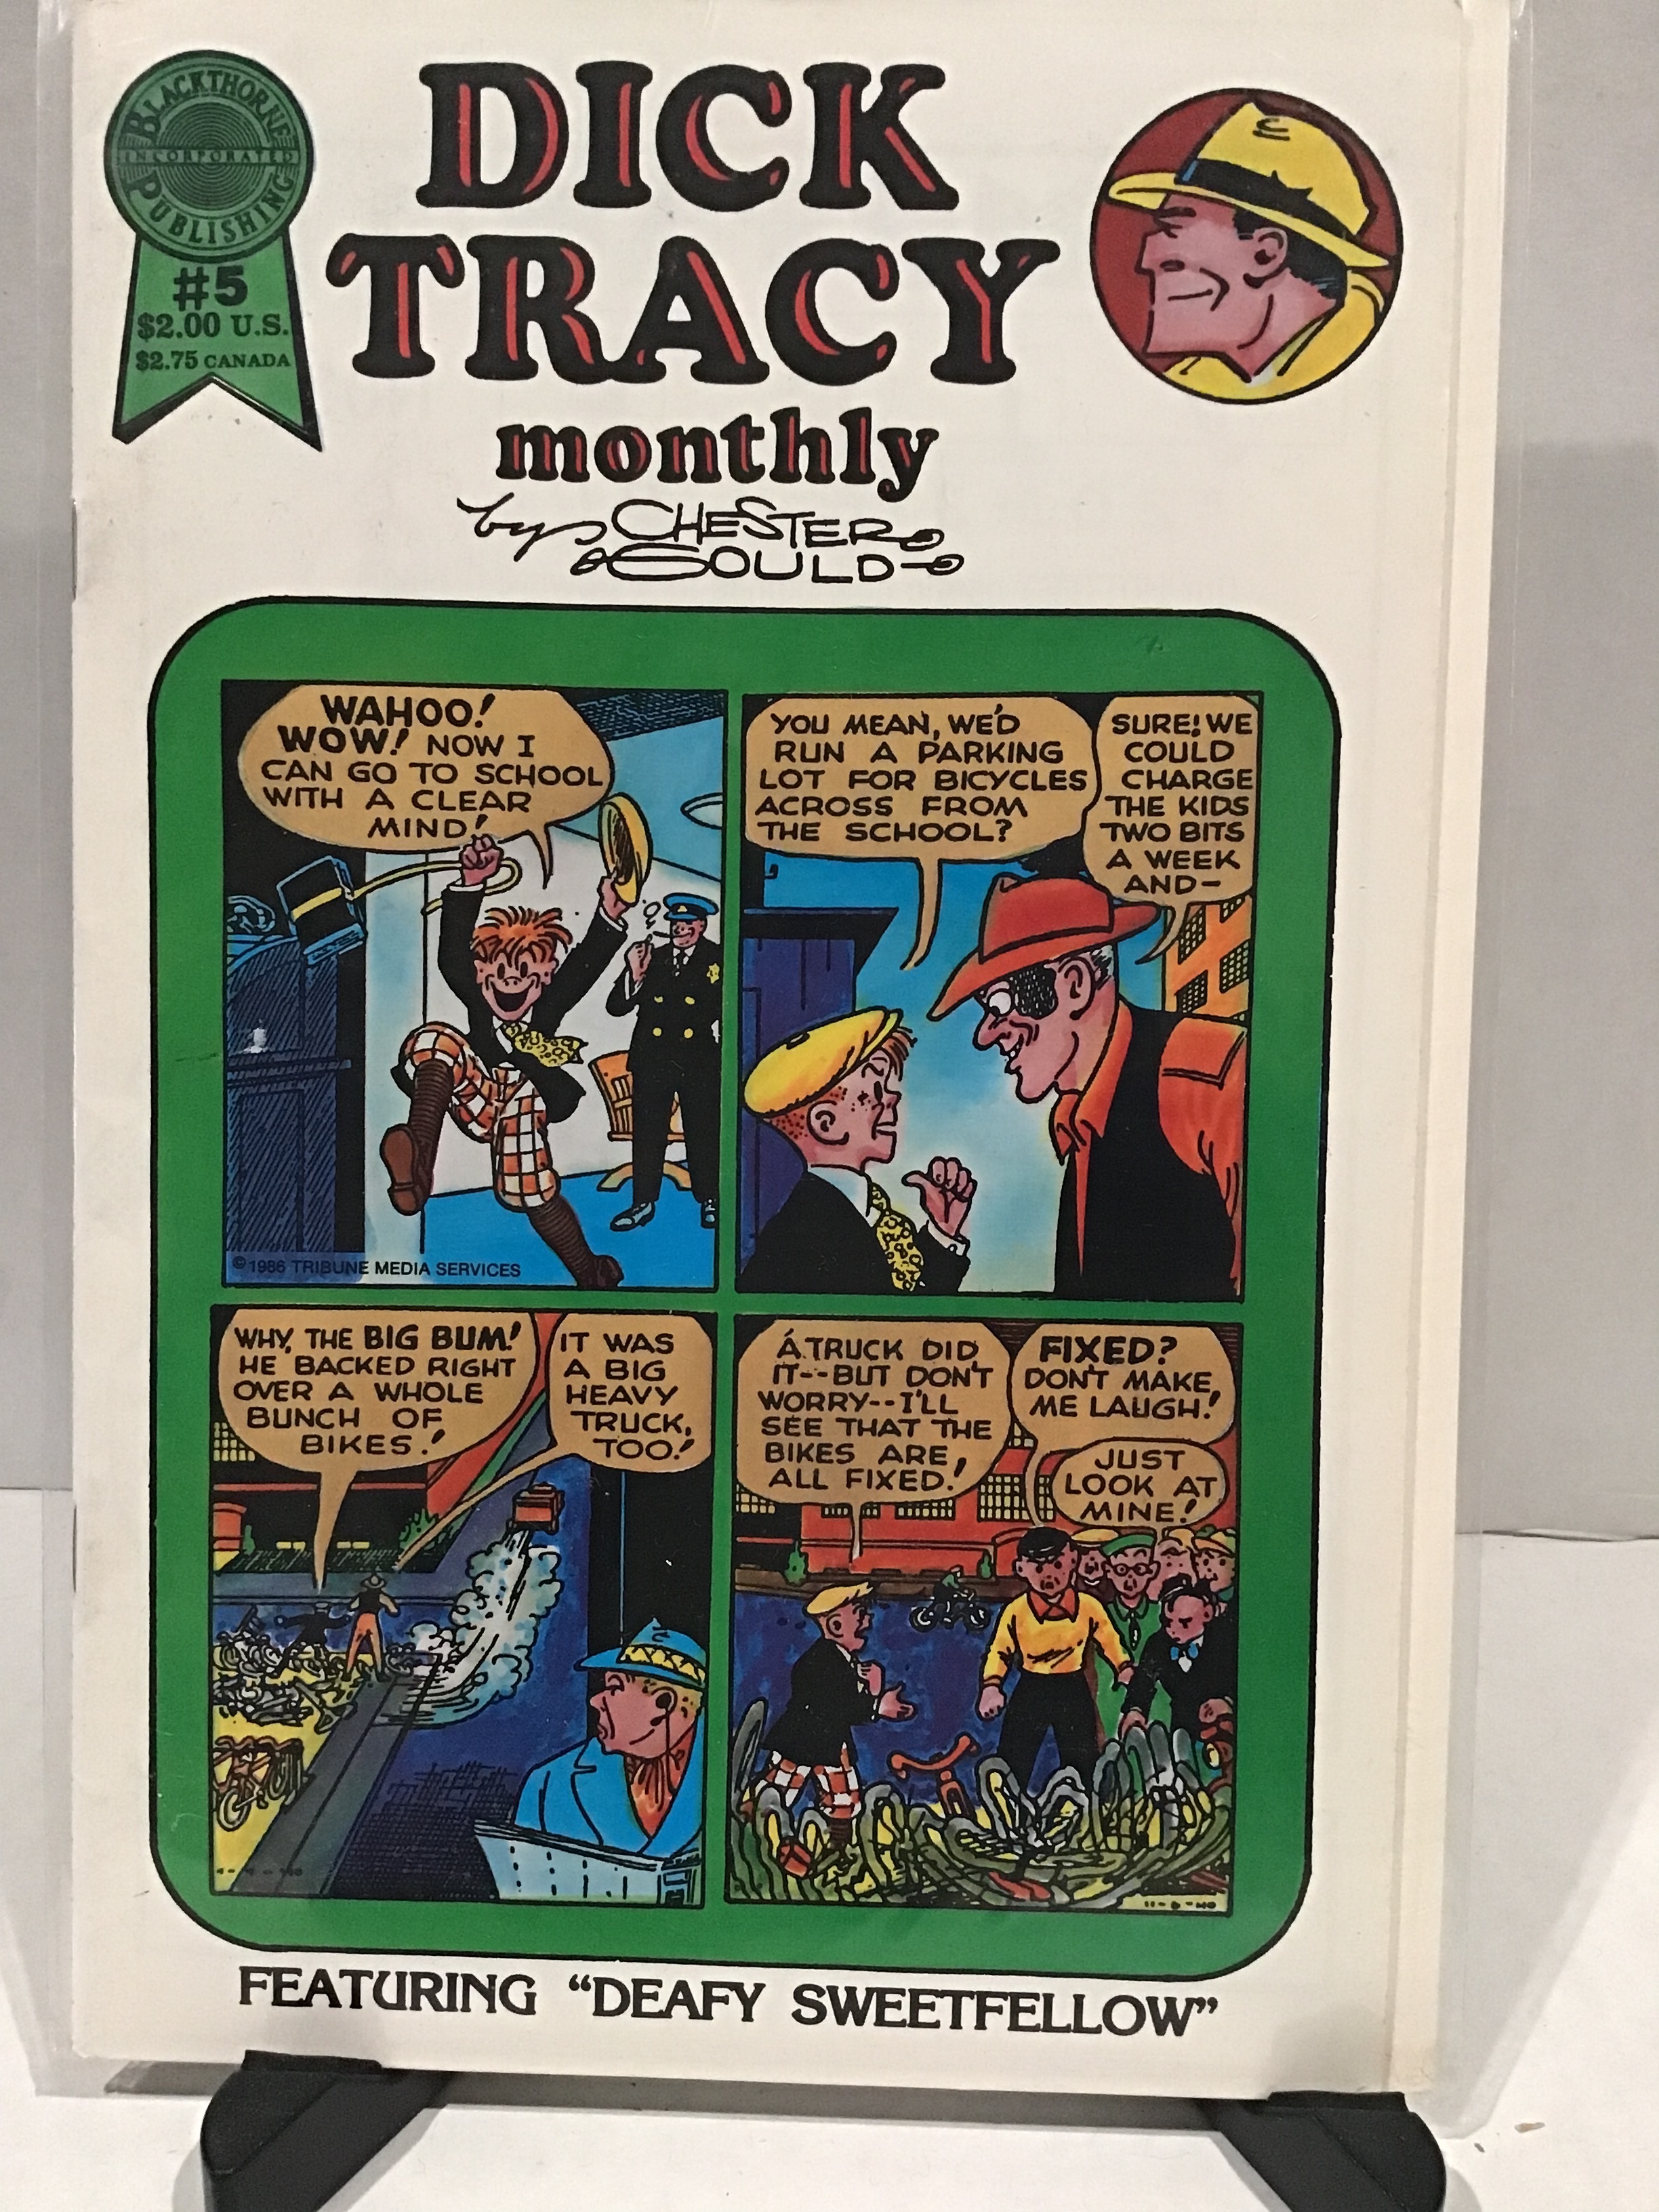 BLACKTHORNE
INCORPORATED
PUBLISHING
#5
$2.00 U.S.
$2.75 CANADA
DICK
TRACY
monthly
by CHESTER
GOULD
WAHOO!
WOW! NOW I
CAN GO TO SCHOOL
WITH A CLEAR
MIND!
©1986 TRIBUNE MEDIA SERVICES
YOU MEAN, WE'D
RUN A PARKING
LOT FOR BICYCLES
ACROSS FROM
THE SCHOOL?
SURE! WE
COULD
CHARGE
THE KIDS
TWO BITS
A WEEK
AND-
WHY, THE BIG BUM!
HE BACKED RIGHT
OVER A WHOLE
BUNCH OF
BIKES!
IT WAS
A BIG
HEAVY
TRUCK,
TOO!
A TRUCK DID
IT--BUT DON'T
WORRY--I'LL
SEE THAT THE
BIKES ARE
ALL FIXED!
FIXED?
DON'T MAKE
ME LAUGH!
JUST
LOOK AT
MINE!
FEATURING "DEAFY SWEETFELLOW"